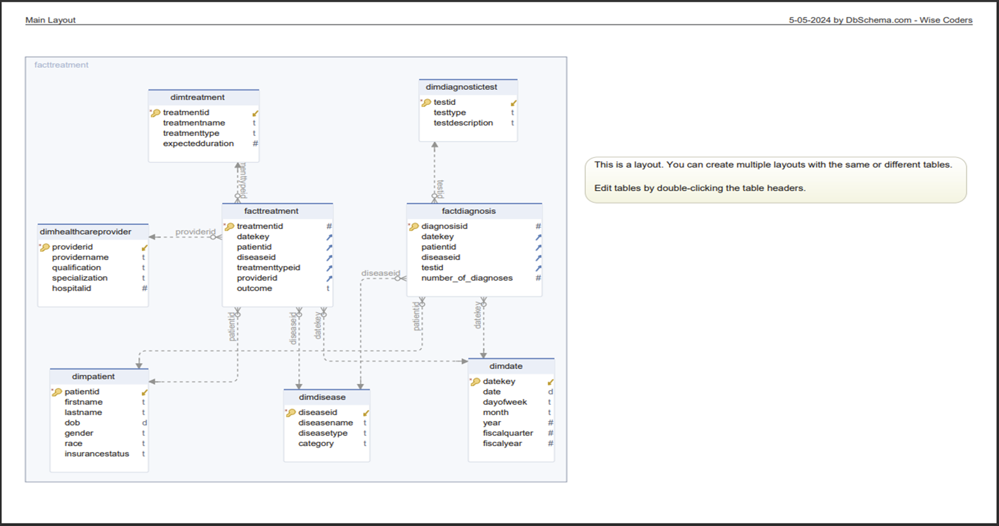 Main Layout
5-05-2024 by DbSchema.com - Wise Coders
facttreatment
dimtreatment
treatmentid
treatmentname t
treatmenttype t
expectedduration #
dimdiagnostictest
testid
testtype t
testdescription t
This is a layout. You can create multiple layouts with the same or different tables.
Edit tables by double-clicking the table headers.
menttypeid
testid
facttreatment
treatmentid #
datekey
patientid
diseaseid
treatmenttypeid
providerid
outcome t
factdiagnosis
diagnosisid #
datekey
patientid
diseaseid
testid
number_of_diagnoses #
dimhealthcareprovider
providerid
providername t
qualification t
specialization t
hospitalid #
providerid
diseaseid
patientid
diseaseid
datekey
patientid
datekey
dimpatient
patientid
firstname t
lastname t
dob d
gender t
race t
insurancestatus t
dimdisease
diseaseid
diseasename t
diseasetype t
category t
dimdate
datekey
date d
dayofweek t
month t
year #
fiscalquarter #
fiscalyear #